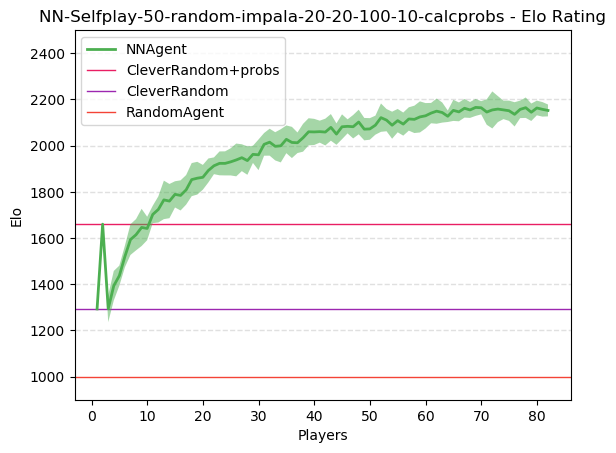 NN-Selfplay-50-random-impala-20-20-100-10-calcprobs - Elo Rating
NNAgent
CleverRandom+probs
CleverRandom
RandomAgent
2400
2200
2000
1800
1600
1400
1200
1000
Elo
0 10 20 30 40 50 60 70 80
Players